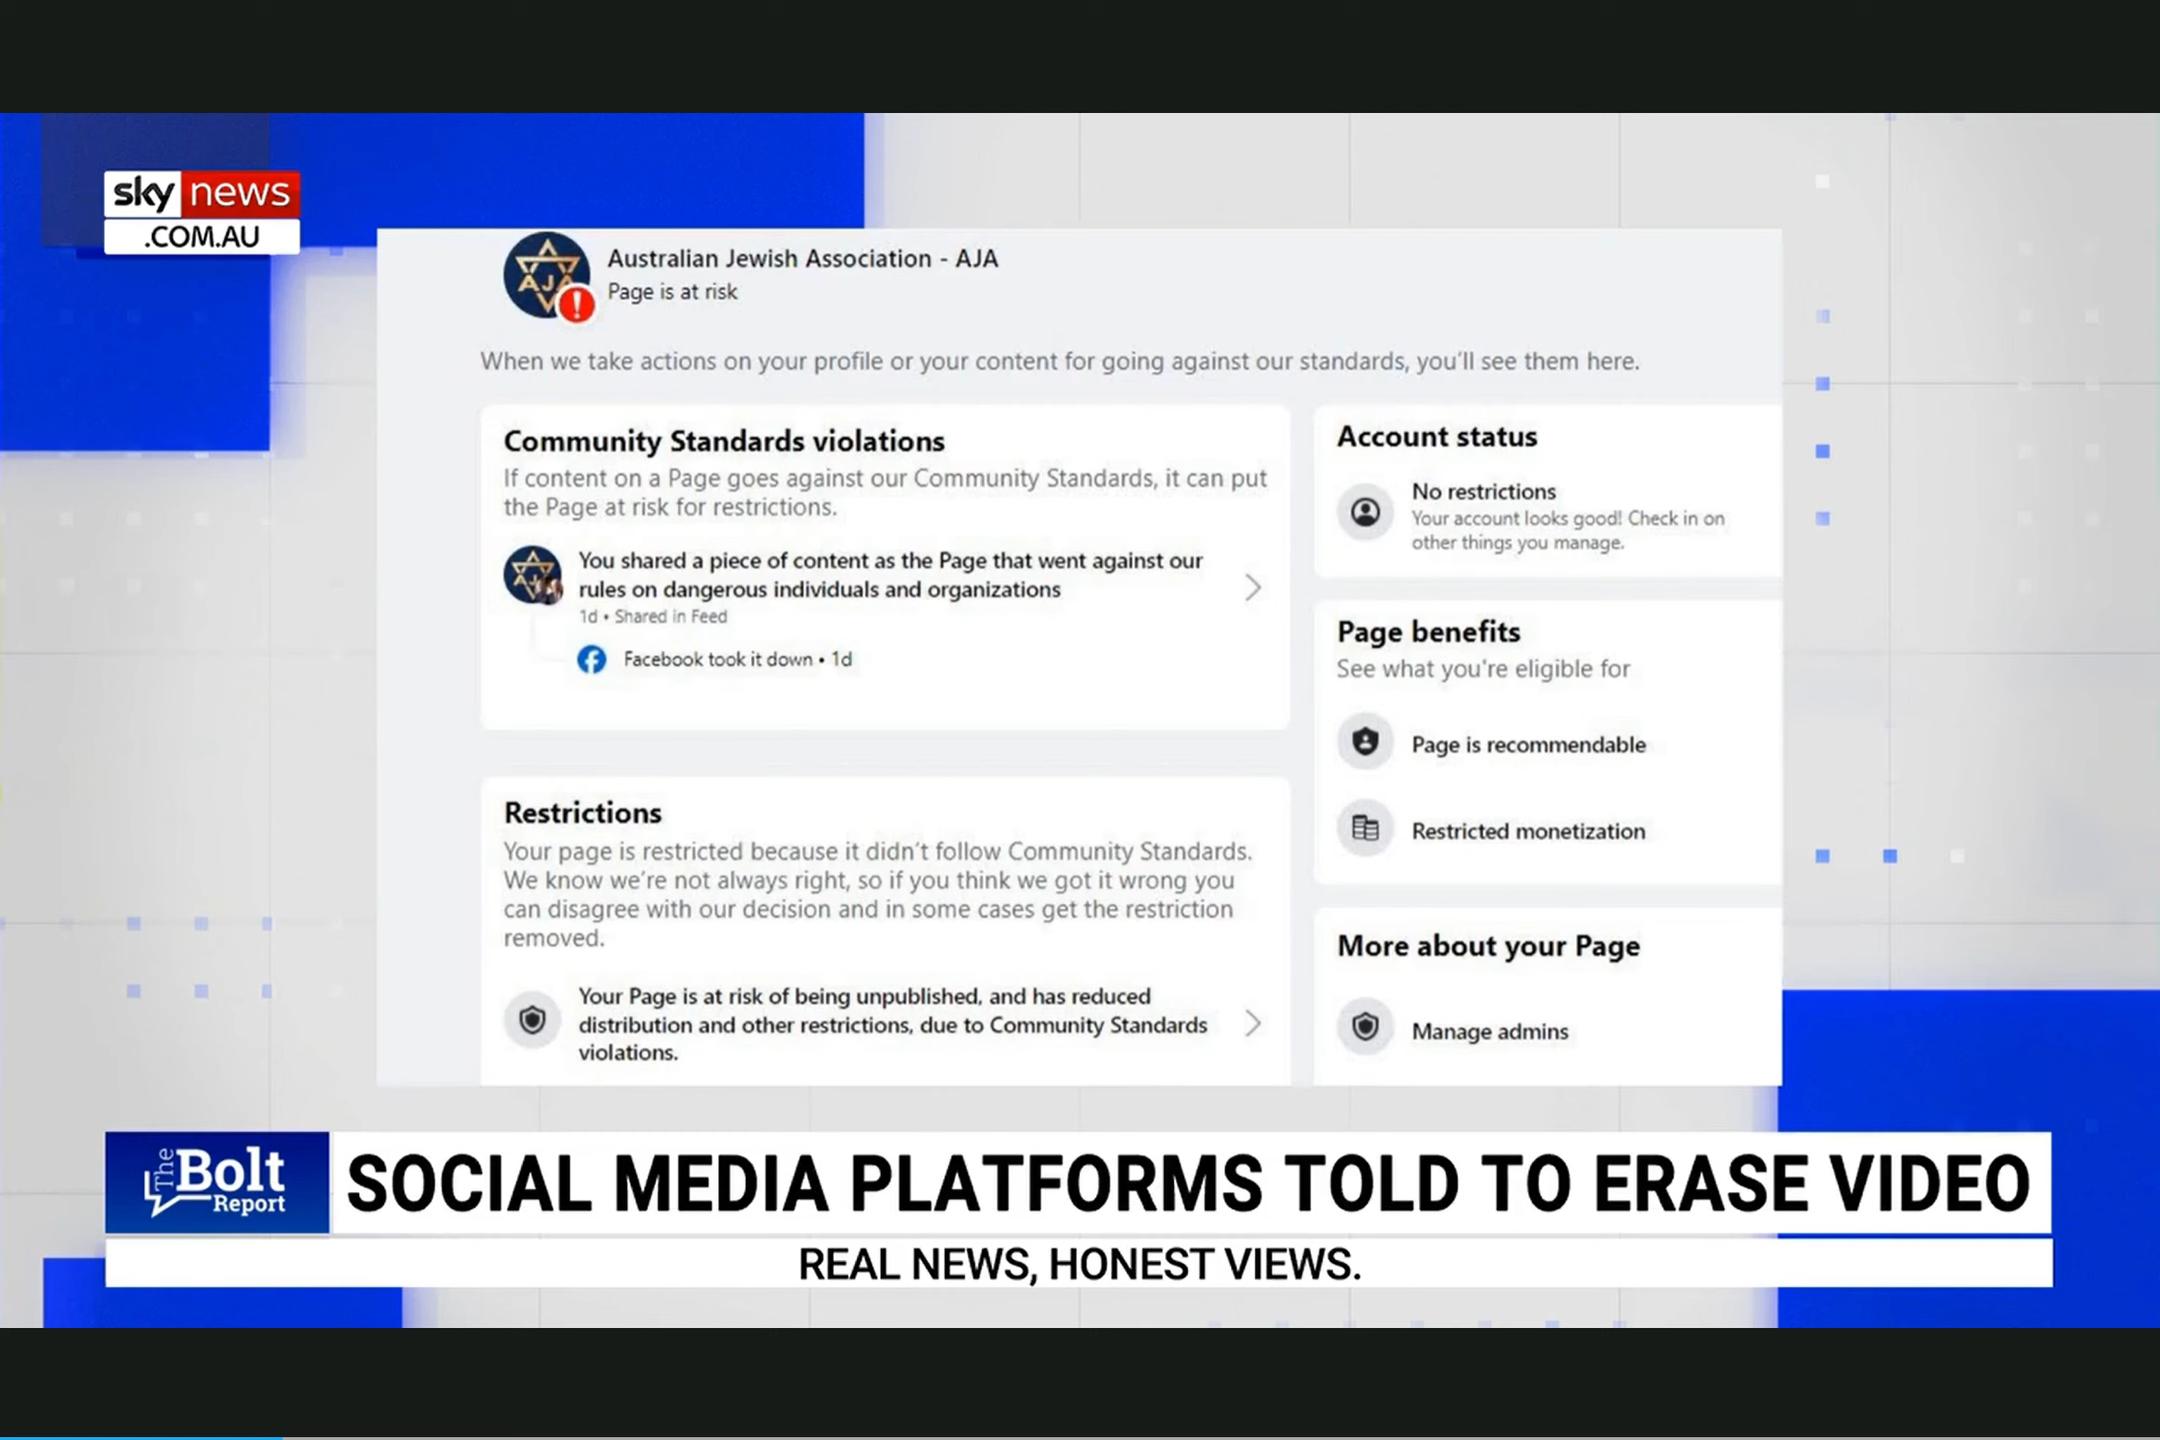 sky news
.COM.AU
AJA
Australian Jewish Association - AJA
Page is at risk
When we take actions on your profile or your content for going against our standards, you'll see them here.
Community Standards violations
If content on a Page goes against our Community Standards, it can put
the Page at risk for restrictions.
You shared a piece of content as the Page that went against our
rules on dangerous individuals and organizations
1d • Shared in Feed
Facebook took it down • 1d
Restrictions
Your page is restricted because it didn't follow Community Standards.
We know we're not always right, so if you think we got it wrong you
can disagree with our decision and in some cases get the restriction
removed.
Your Page is at risk of being unpublished, and has reduced
distribution and other restrictions, due to Community Standards
violations.
Account status
No restrictions
Your account looks good! Check in on
other things you manage.
Page benefits
See what you're eligible for
Page is recommendable
Restricted monetization
More about your Page
Manage admins
The Bolt
Report
SOCIAL MEDIA PLATFORMS TOLD TO ERASE VIDEO
REAL NEWS, HONEST VIEWS.